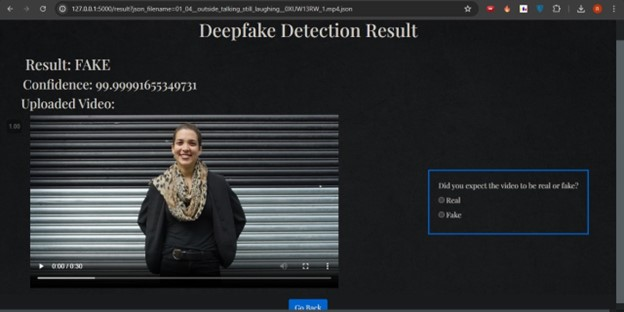 127.0.0.1:5000/result?json_filename=01_04__outside_talking_still_laughing__0XUW13RW_1.mp4.json
Deepfake Detection Result
Result: FAKE
Confidence: 99.99991655349731
Uploaded Video:
1.00
Did you expect the video to be real or fake?
Real
Fake
0:00 / 0:30
Go Back